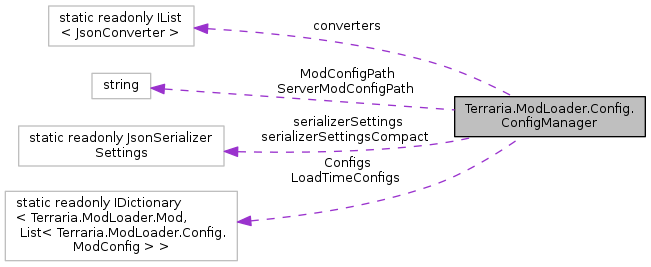 static readonly IList
< JsonConverter >
converters
string
ModConfigPath
ServerModConfigPath
Terraria.ModLoader.Config.
ConfigManager
static readonly JsonSerializer
Settings
serializerSettings
serializerSettingsCompact
Configs
LoadTimeConfigs
static readonly IDictionary
< Terraria.ModLoader.Mod,
List< Terraria.ModLoader.Config.
ModConfig > >